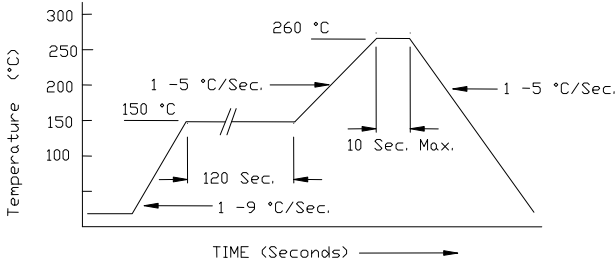 300
260 °C
250
1 -5 °C/Sec.
1 -5 °C/Sec.
200
150 °C
150
10 Sec. Max.
100
120 Sec.
1 -9 °C/Sec.
Temperature (°C)
TIME (Seconds)